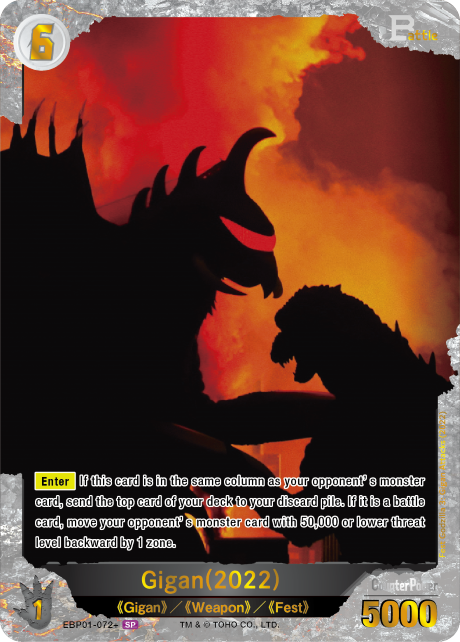 6
Battle
Enter If this card is in the same column as your opponent's monster
card, send the top card of your deck to your discard pile. If it is a battle
card, move your opponent's monster card with 50,000 or lower threat
level backward by 1 zone.
Gigan(2022)
CounterPower
1
《Gigan》／《Weapon》／《Fest》
5000
EBP01-072+ SP TM & © TOHO CO., LTD.